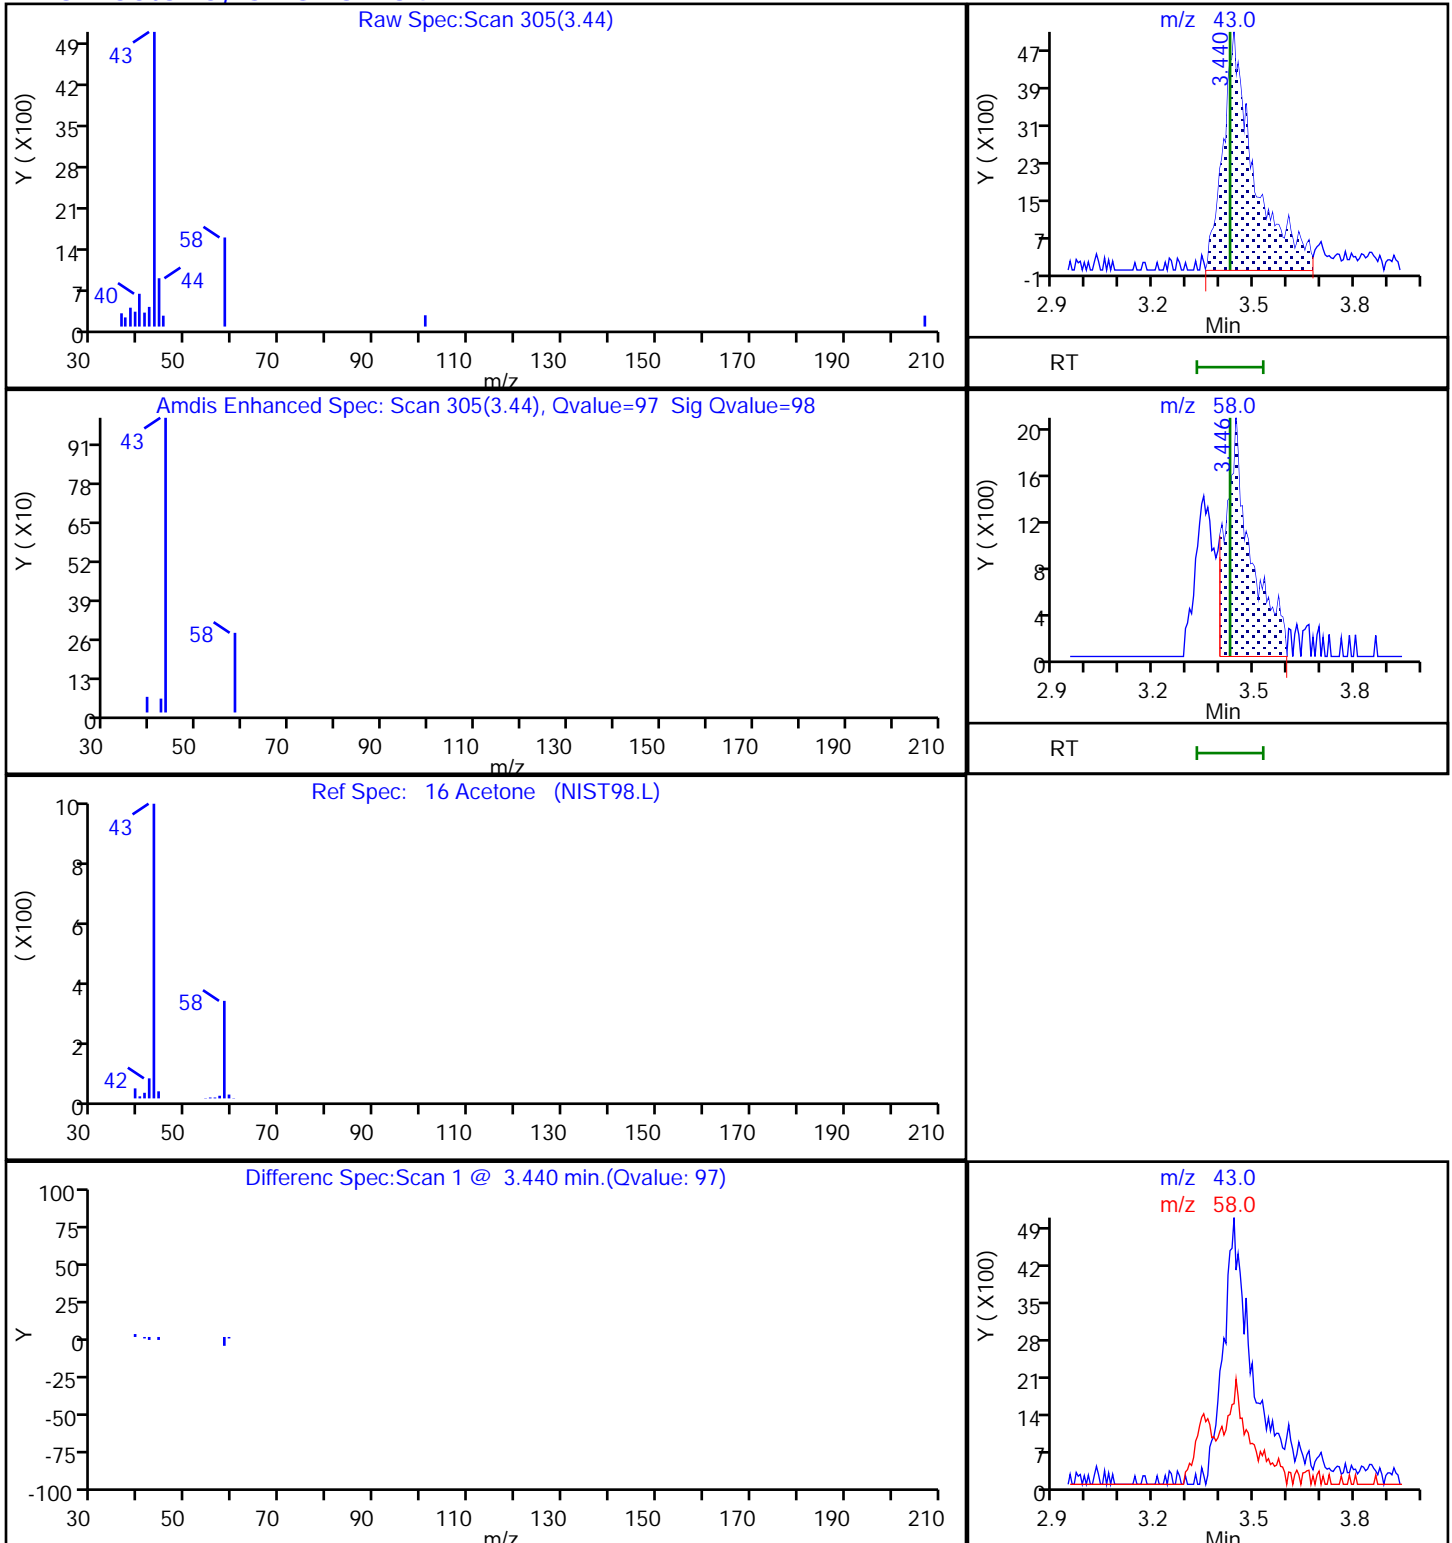 Raw Spec:Scan 305(3.44)
Y ( X100)
49
42
35
28
21
14
7
0
43
58
44
40
30 50 70 90 110 130 150 170 190 210
m/z
m/z 43.0
Y ( X100)
47
39
31
23
15
7
-1
3.440
2.9 3.2 3.5 3.8
Min
RT
Amdis Enhanced Spec: Scan 305(3.44), Qvalue=97 Sig Qvalue=98
Y ( X10)
91
78
65
52
39
26
13
0
43
58
30 50 70 90 110 130 150 170 190 210
m/z
m/z 58.0
Y ( X100)
20
16
12
8
4
0
3.446
2.9 3.2 3.5 3.8
Min
RT
Ref Spec: 16 Acetone (NIST98.L)
( X100)
10
8
6
4
2
0
43
58
42
30 50 70 90 110 130 150 170 190 210
Differenc Spec:Scan 1 @ 3.440 min.(Qvalue: 97)
Y
100
75
50
25
0
-25
-50
-75
-100
30 50 70 90 110 130 150 170 190 210
m/z
m/z 43.0
m/z 58.0
Y ( X100)
49
42
35
28
21
14
7
0
2.9 3.2 3.5 3.8
Min